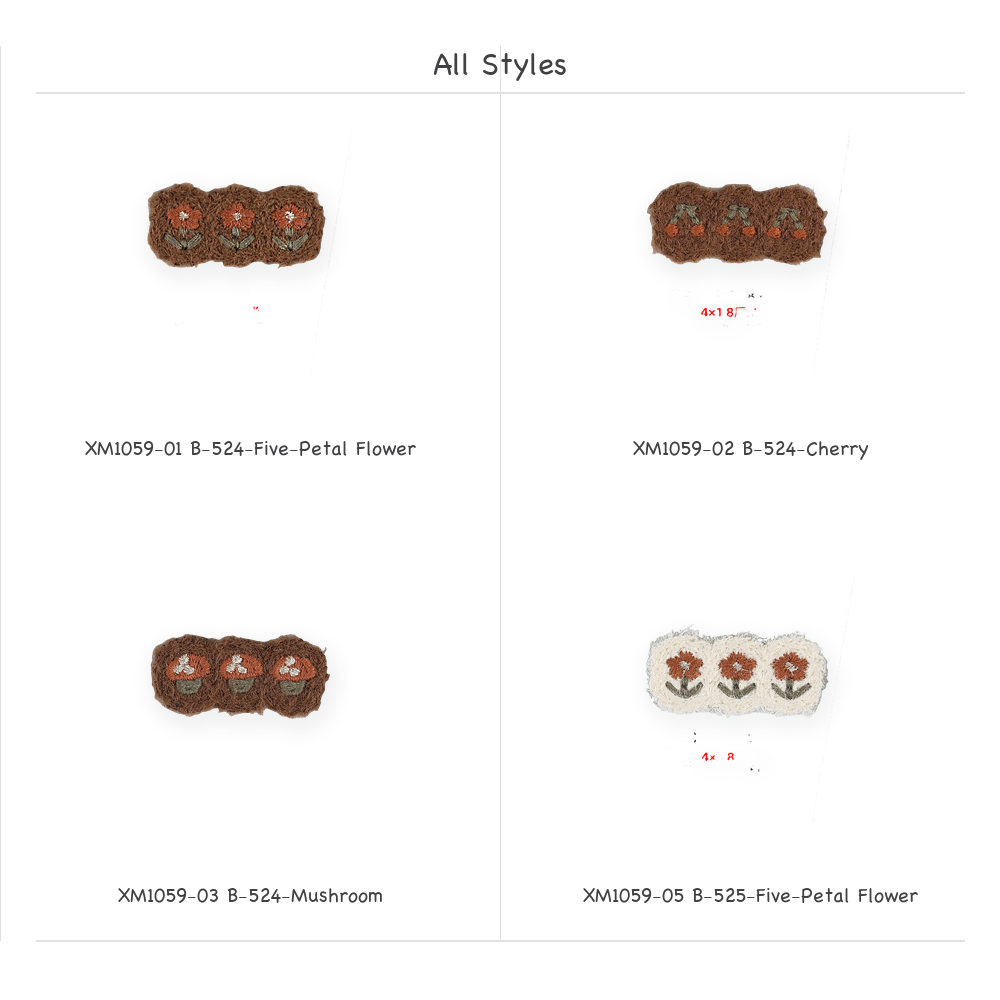 All Styles
XM1059-01 B-524-Five-Petal Flower
XM1059-02 B-524-Cherry
XM1059-03 B-524-Mushroom
XM1059-05 B-525-Five-Petal Flower